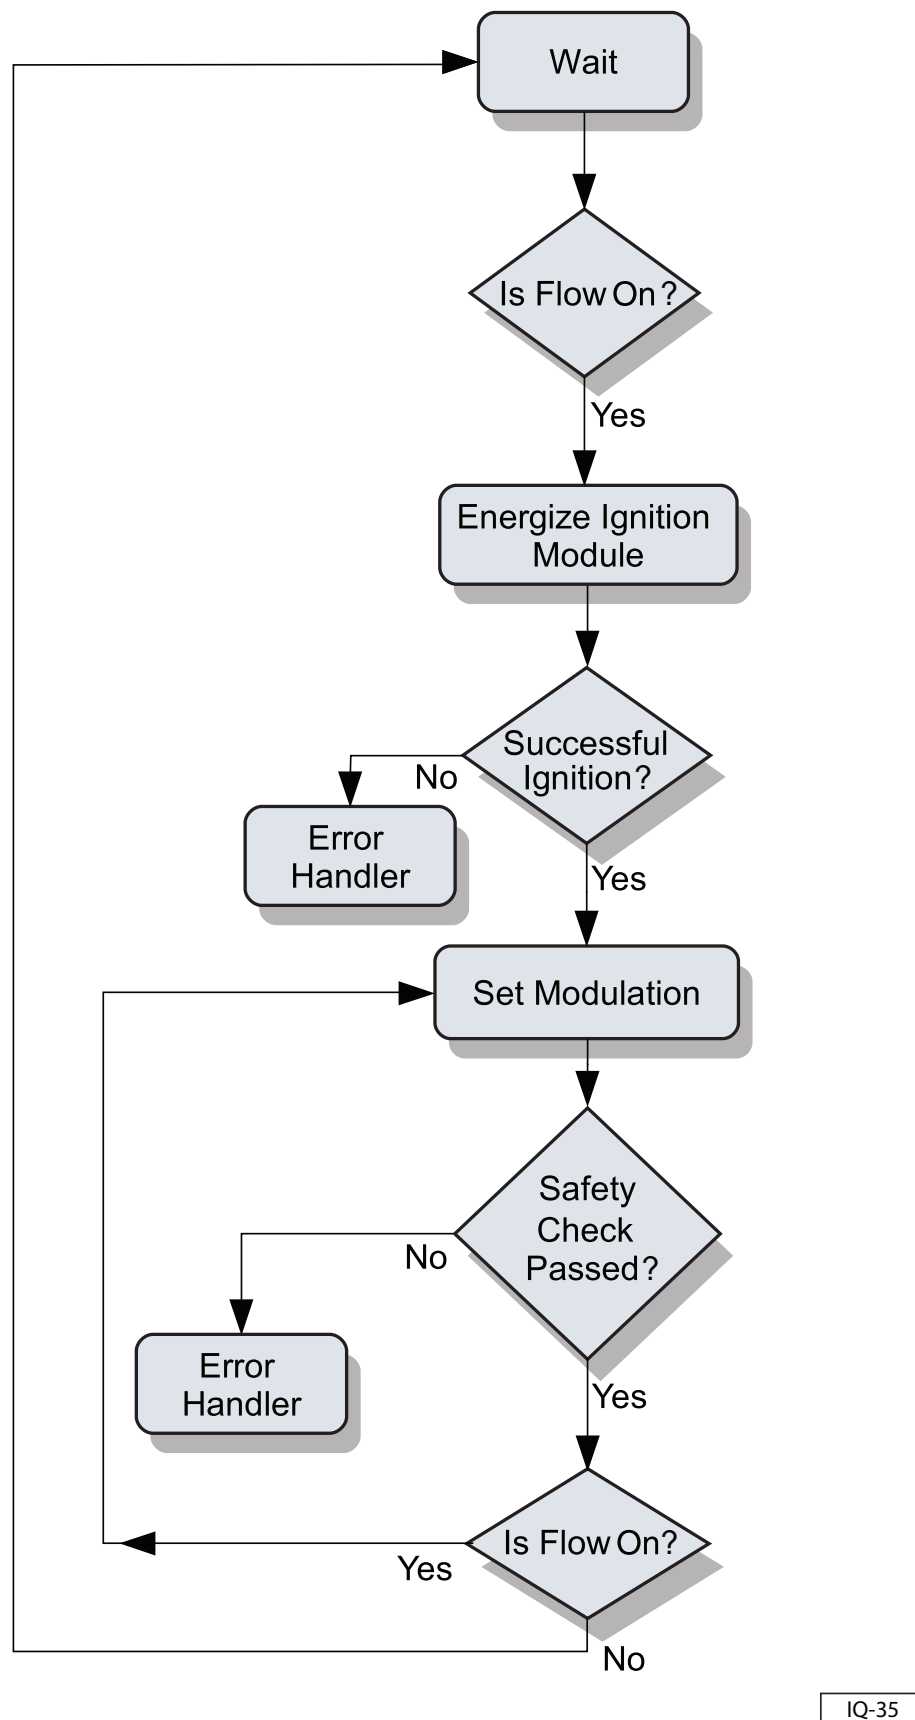 Wait
Is Flow On?
Yes
Energize Ignition
Module
Successful
Ignition?
No
Error
Handler
Yes
Set Modulation
Safety
Check
Passed?
No
Error
Handler
Yes
Is Flow On?
Yes
No
IQ-35